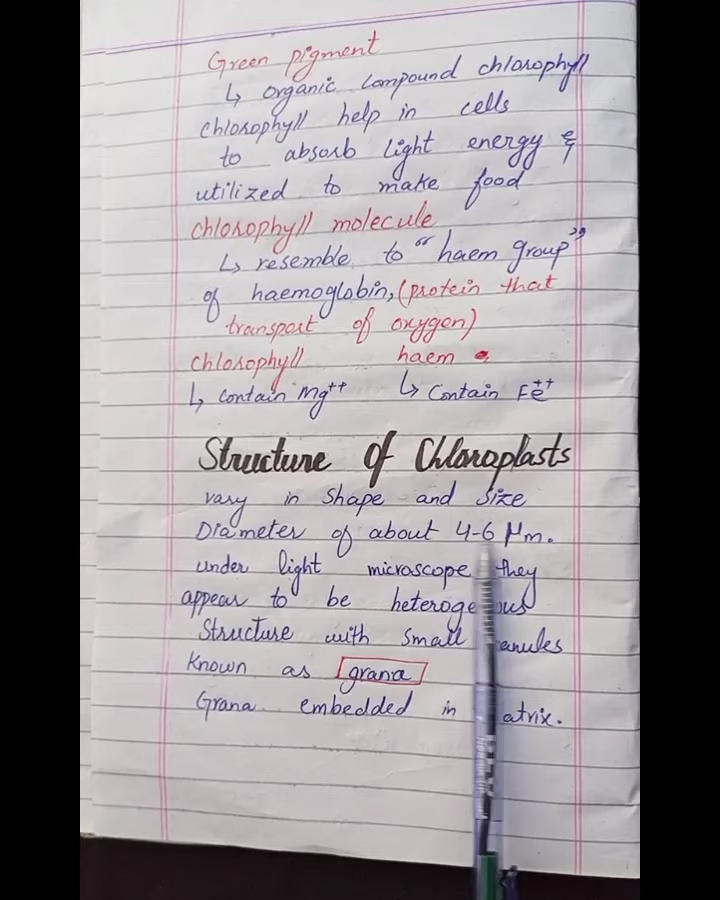 Green pigment
↳ organic compound chlorophyll
chlorophyll help in cells
to absorb light energy &
utilized to make food
chlorophyll molecule
↳ resemble to "haem group"
of haemoglobin, (protein that
transport of oxygen)
chlorophyll haem
↳ contain Mg++ ↳ Contain Fe++
Structure of Chloroplasts
vary in shape and size
Diameter of about 4-6 μm.
under light microscope they
appear to be
Structure with small
known as grana
Grana embedded in